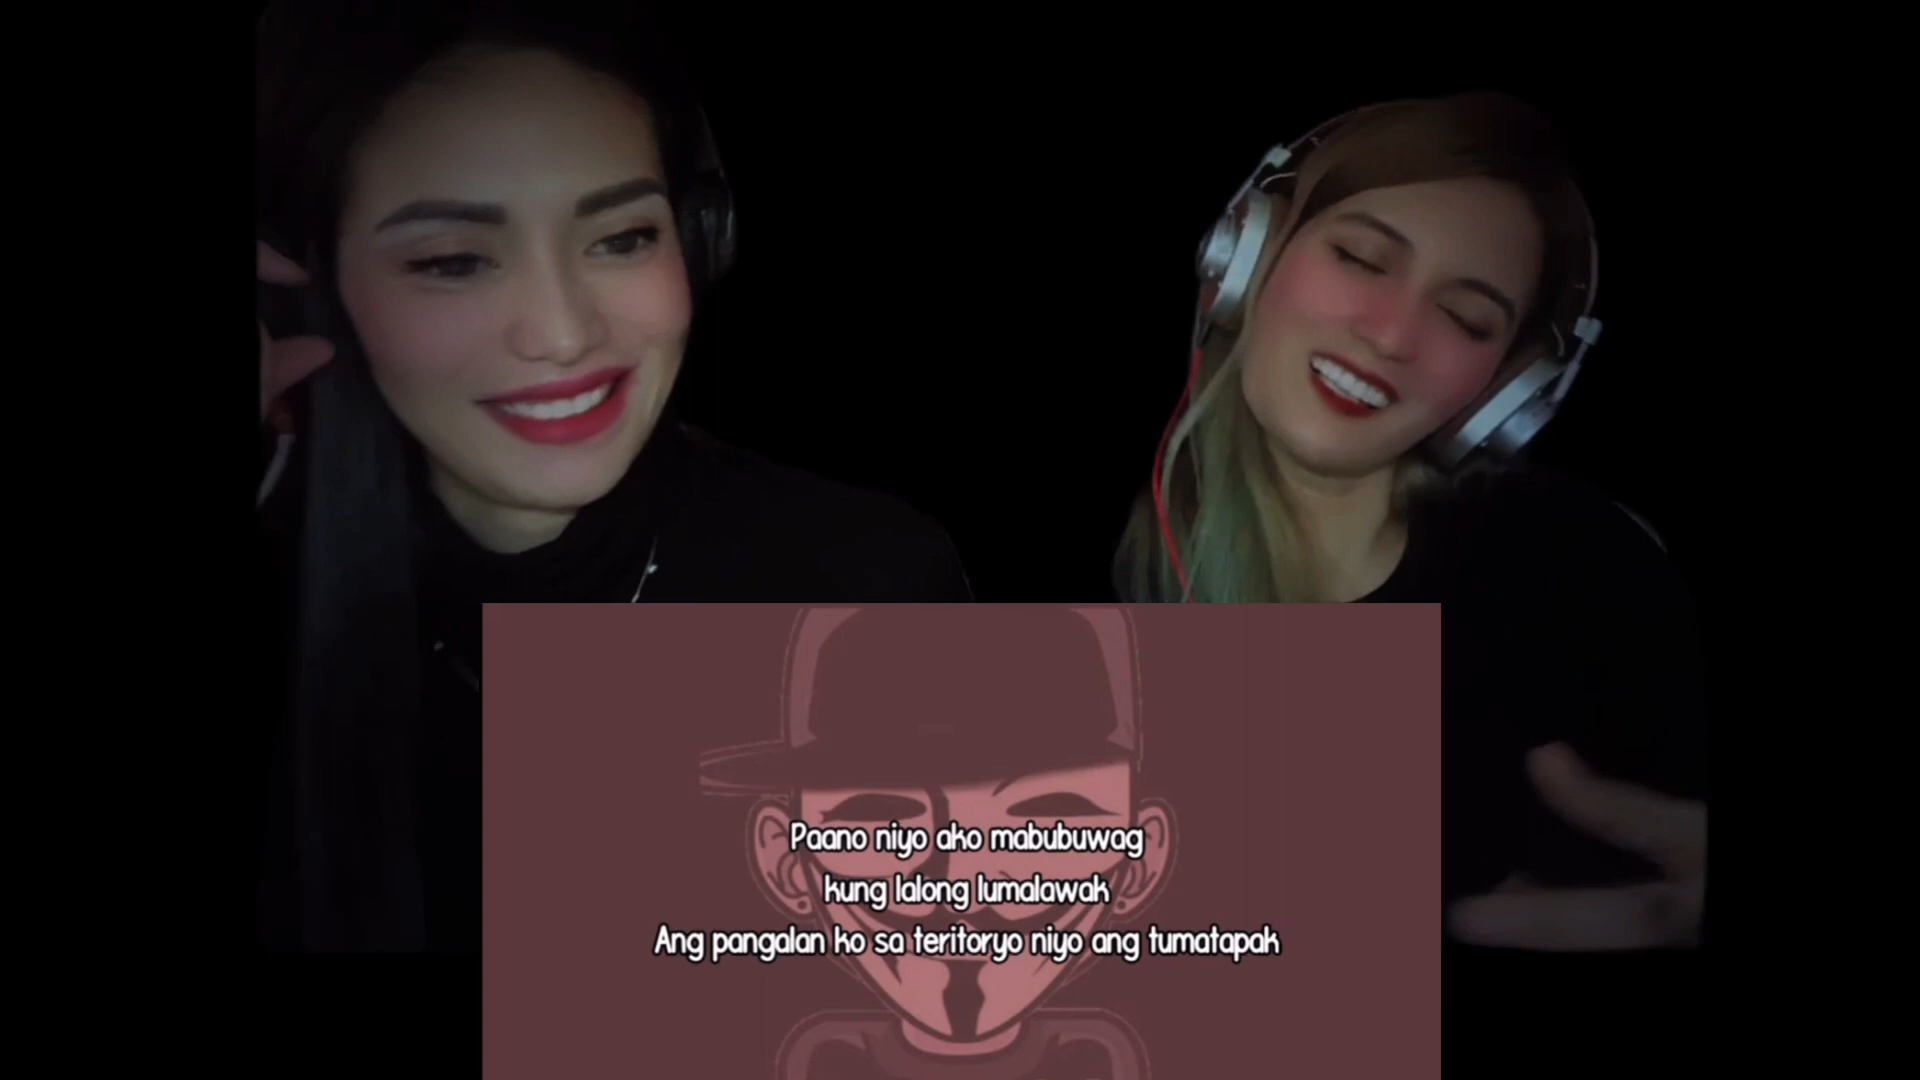 Paano niyo ako mabubuwag
kung lalong lumalawak
Ang pangalan ko sa teritoryo niyo ang tumatapak